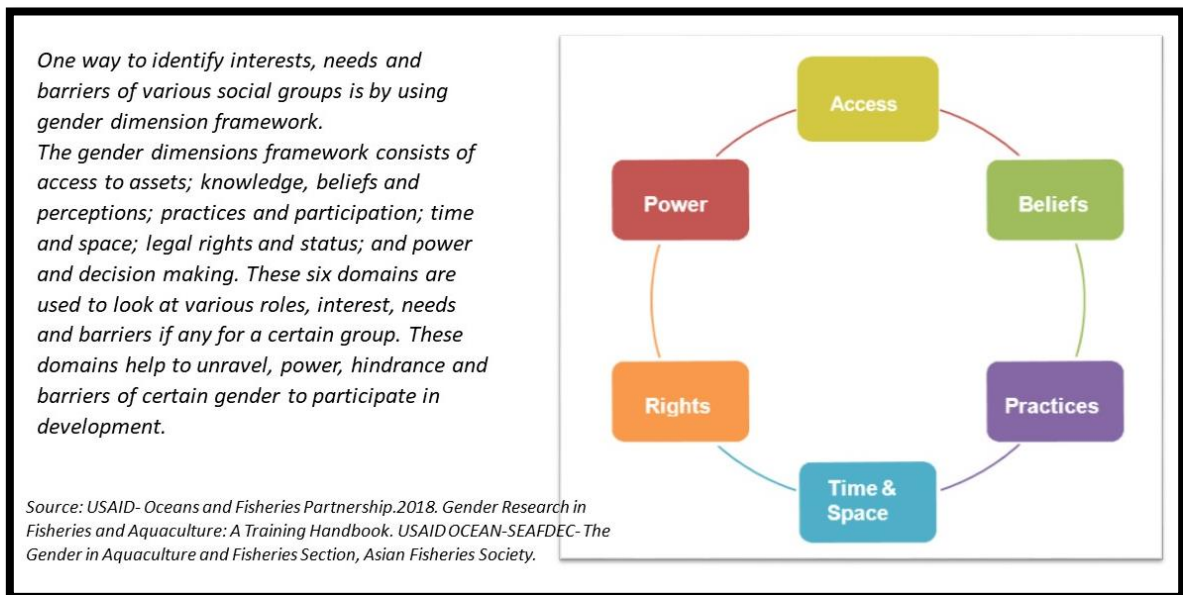 One way to identify interests, needs and
barriers of various social groups is by using
gender dimension framework.
The gender dimensions framework consists of
access to assets; knowledge, beliefs and
perceptions; practices and participation; time
and space; legal rights and status; and power
and decision making. These six domains are
used to look at various roles, interest, needs
and barriers if any for a certain group. These
domains help to unravel, power, hindrance and
barriers of certain gender to participate in
development.
Source: USAID- Oceans and Fisheries Partnership.2018. Gender Research in
Fisheries and Aquaculture: A Training Handbook. USAID OCEAN-SEAFDEC- The
Gender in Aquaculture and Fisheries Section, Asian Fisheries Society.
Access
Beliefs
Practices
Time &
Space
Rights
Power